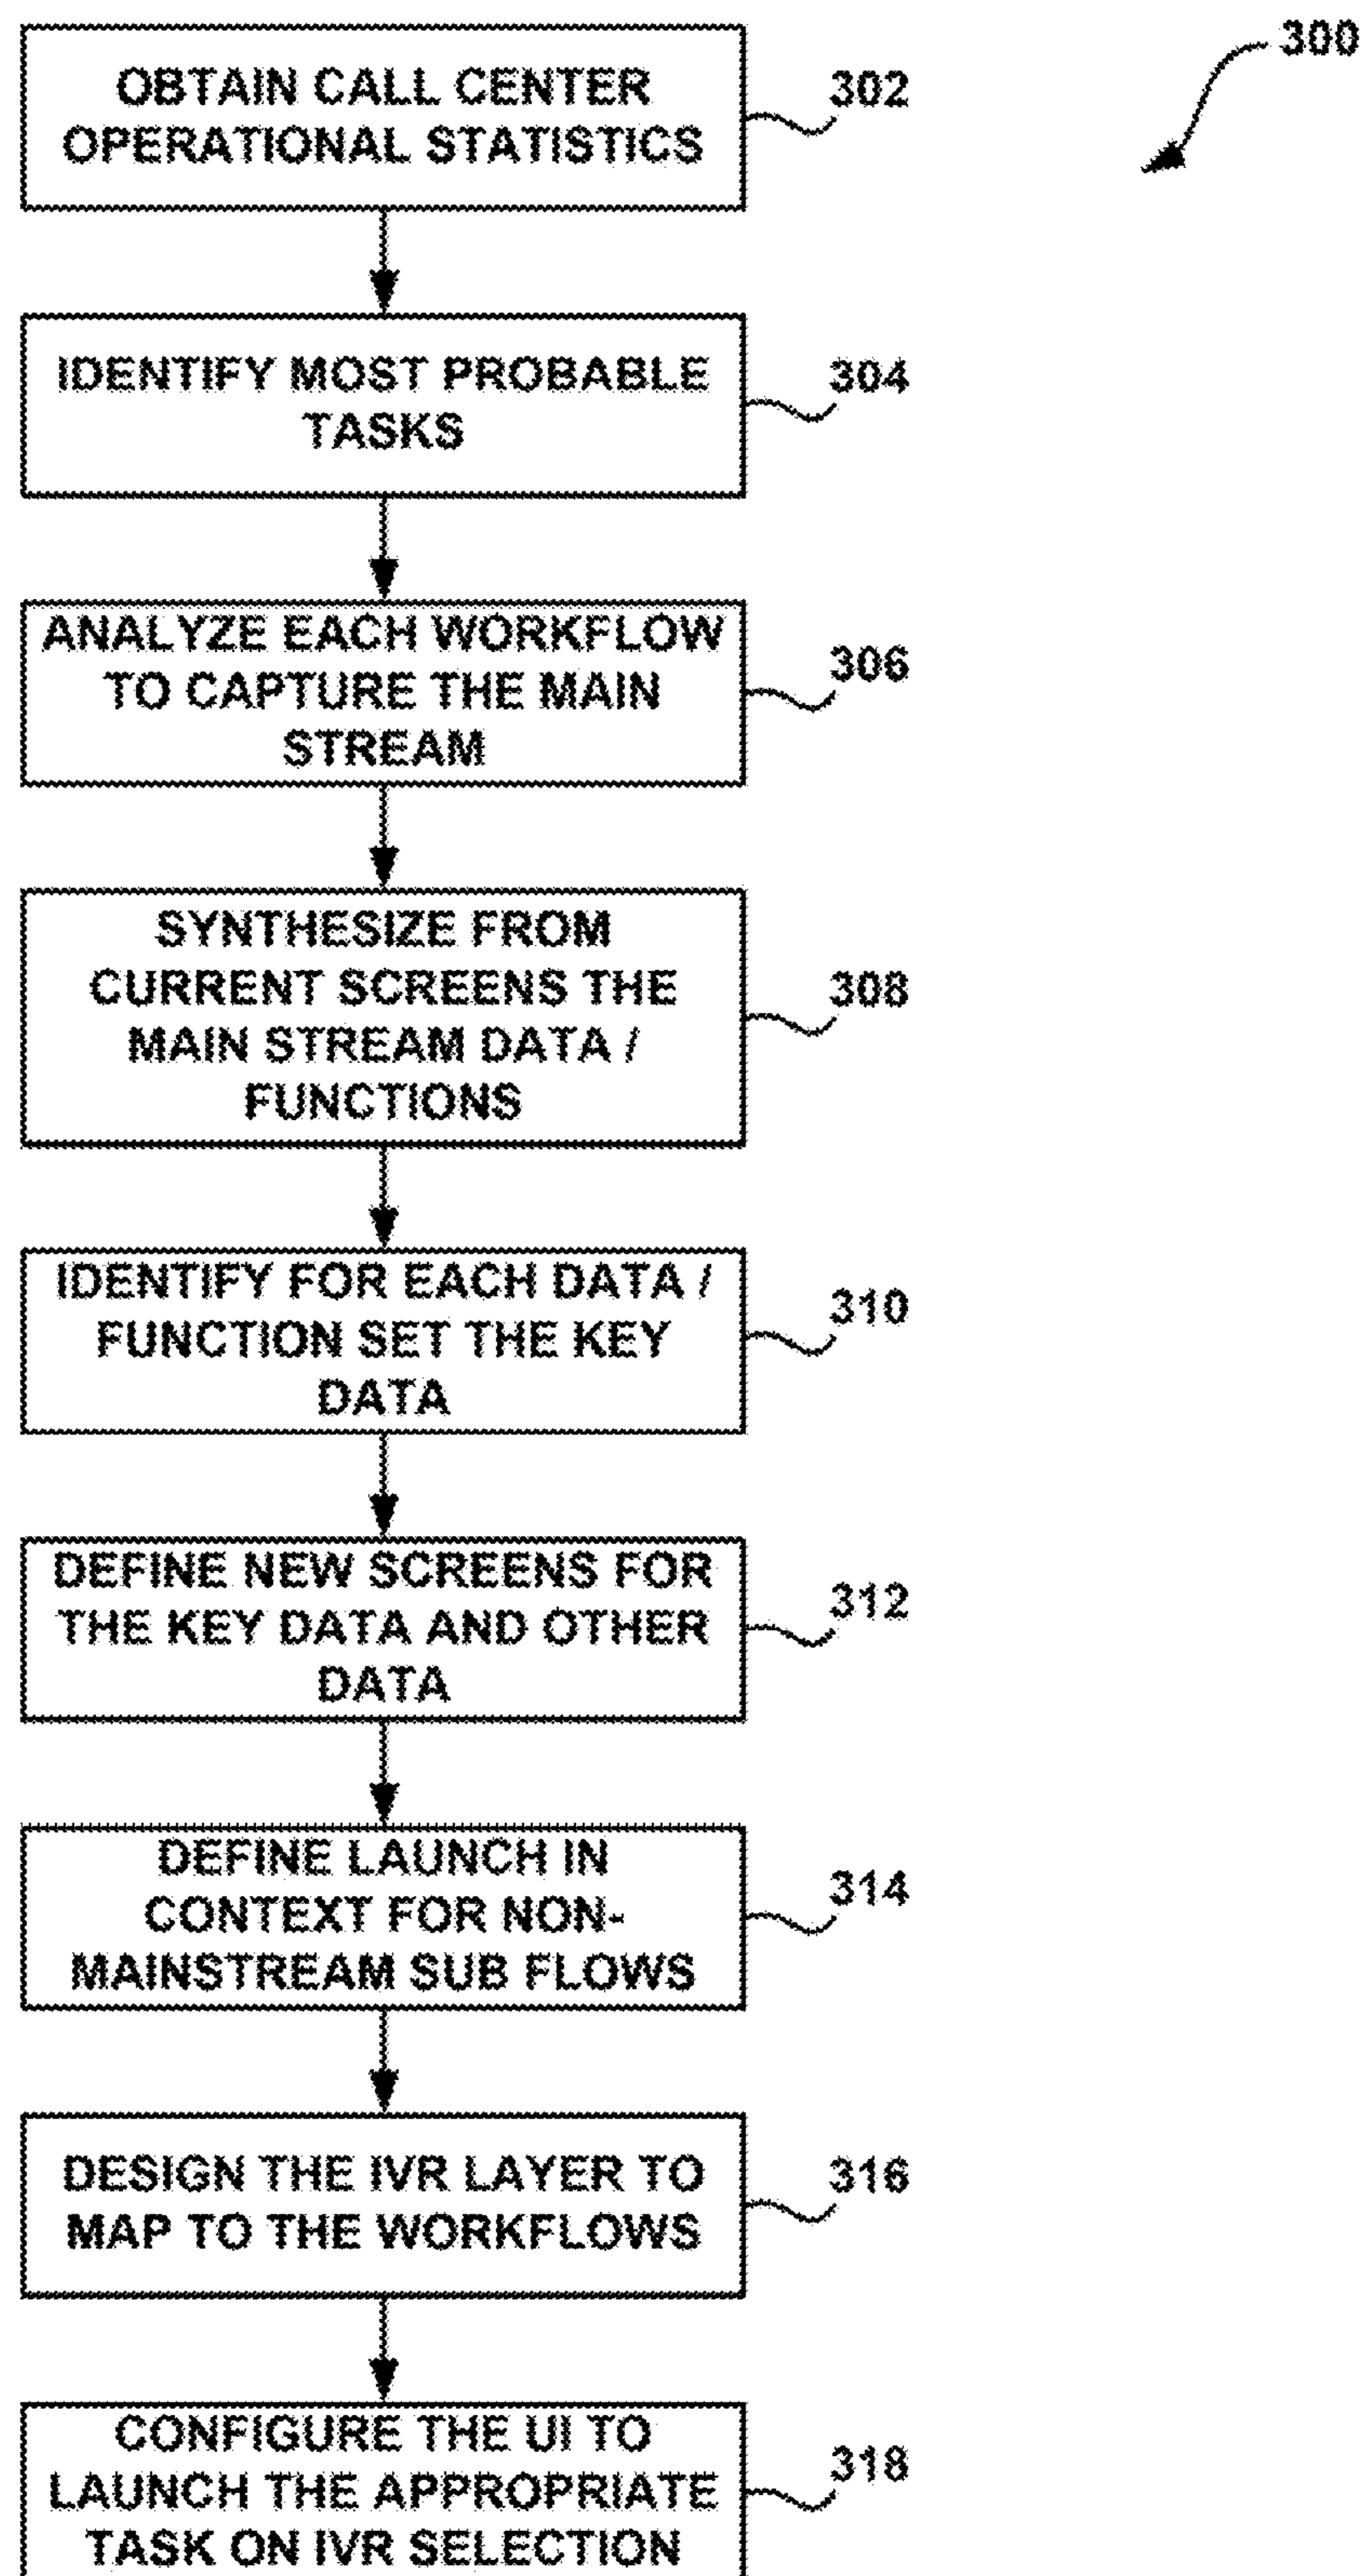 300
OBTAIN CALL CENTER
OPERATIONAL STATISTICS
302
IDENTIFY MOST PROBABLE
TASKS
304
ANALYZE EACH WORKFLOW
TO CAPTURE THE MAIN
STREAM
306
SYNTHESIZE FROM
CURRENT SCREENS THE
MAIN STREAM DATA /
FUNCTIONS
308
IDENTIFY FOR EACH DATA /
FUNCTION SET THE KEY
DATA
310
DEFINE NEW SCREENS FOR
THE KEY DATA AND OTHER
DATA
312
DEFINE LAUNCH IN
CONTEXT FOR NON-
MAINSTREAM SUB FLOWS
314
DESIGN THE IVR LAYER TO
MAP TO THE WORKFLOWS
316
CONFIGURE THE UI TO
LAUNCH THE APPROPRIATE
TASK ON IVR SELECTION
318